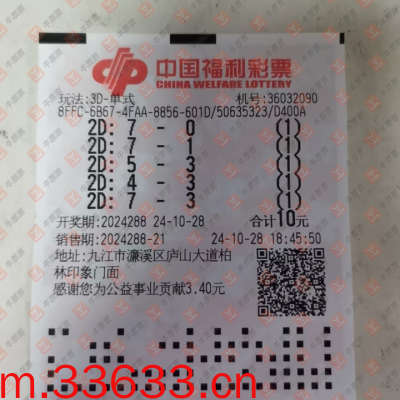 中国福利彩票
CHINA WELFARE LOTTERY
玩法:3D-单式 机号:36032090
8FFC-6B67-4FAA-8856-601D/50635323/D400A
2D: 7 - 0 (1)
2D: 7 - 1 (1)
2D: 5 - 3 (1)
2D: 4 - 3 (1)
2D: 7 - 3 (1)
开奖期:2024288 24-10-28 合计10元
销售期:2024288-21 24-10-28 18:45:50
地址:九江市濂溪区庐山大道柏
林印象门面
感谢您为公益事业贡献3.40元
m.33633.cn